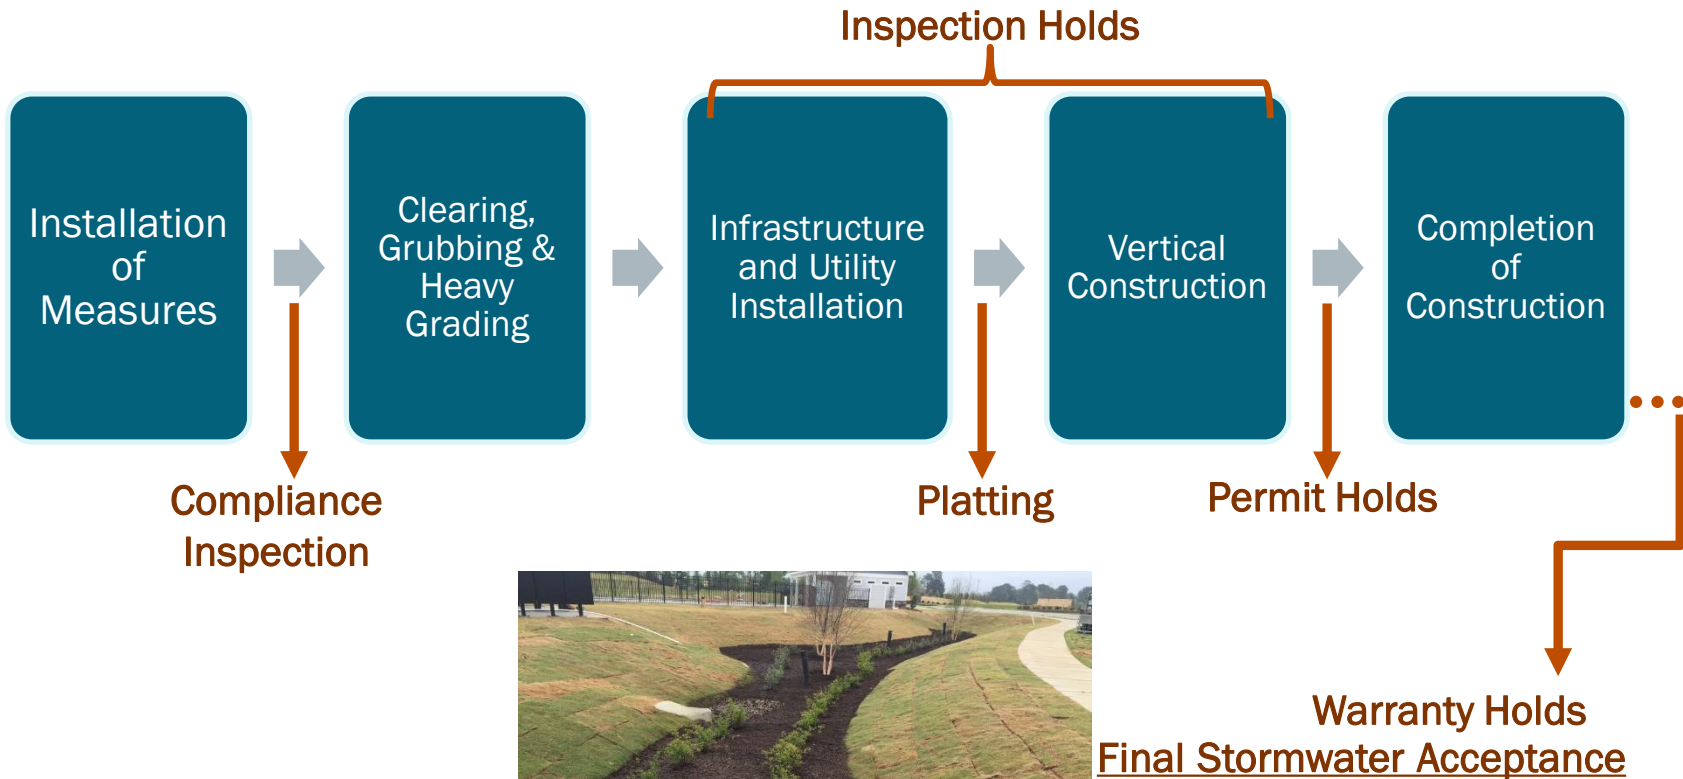 Inspection Holds
Installation
of
Measures
Clearing,
Grubbing &
Heavy
Grading
Infrastructure
and Utility
Installation
Vertical
Construction
Completion
of
Construction
Compliance
Inspection
Platting
Permit Holds
Warranty Holds
Final Stormwater Acceptance